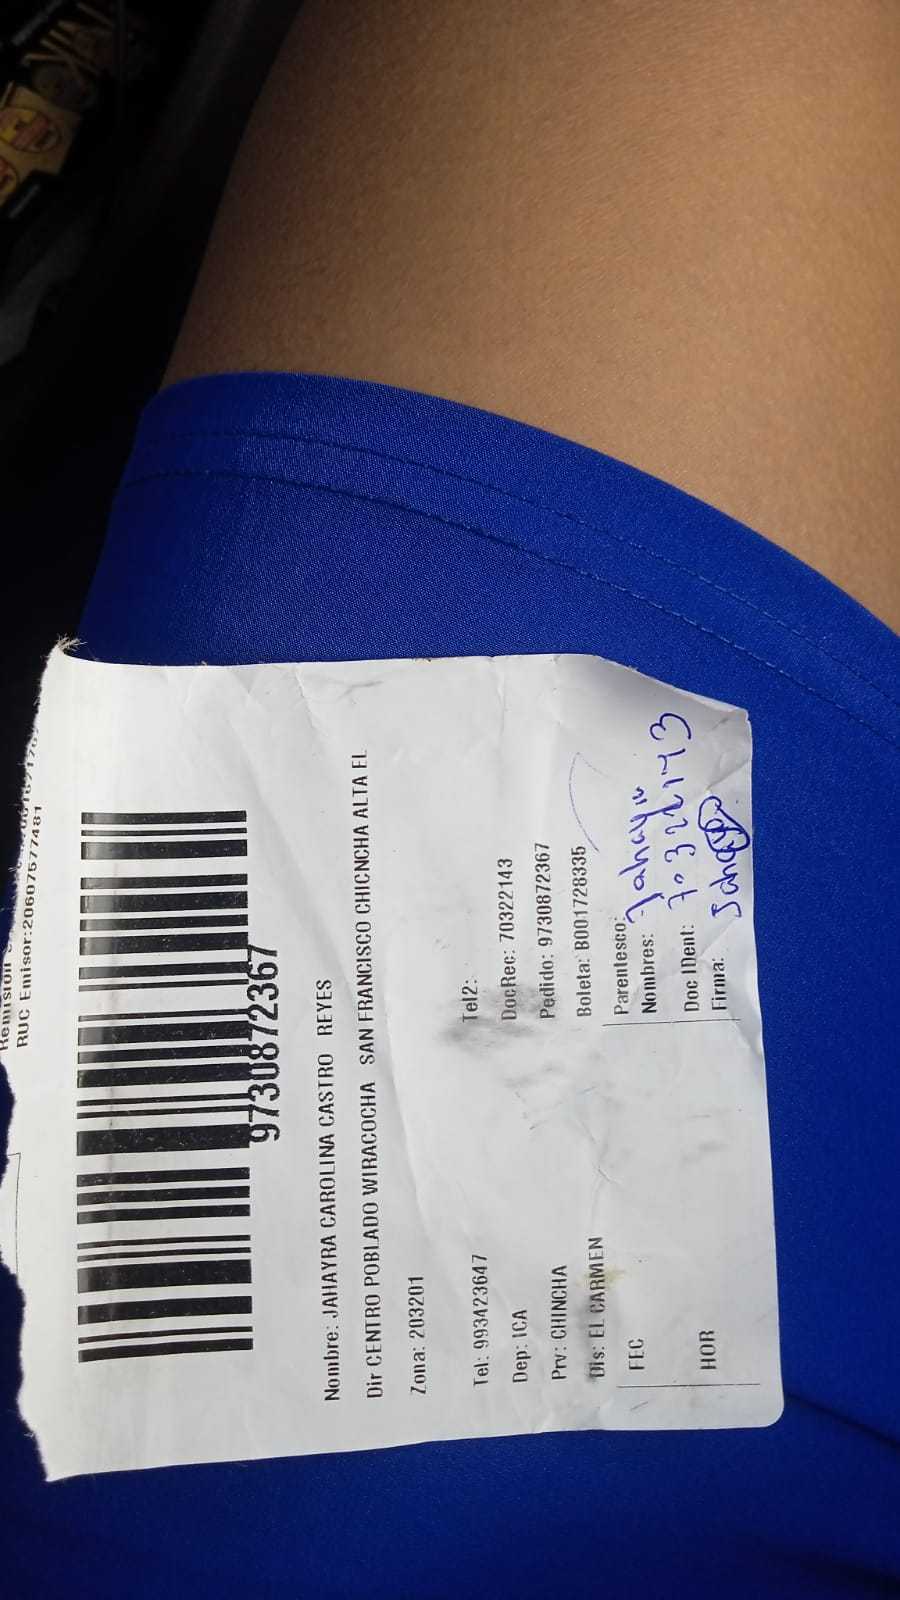 RUC Emisor:20607577481
9730872367
Nombre: JAHAYRA CAROLINA CASTRO REYES
Dir CENTRO POBLADO WIRACOCHA SAN FRANCISCO CHICNCHA ALTA EL
Zona: 203201
Tel: 993423647 Tel2:
Dep: ICA DocRec: 70322143
Prv: CHINCHA Pedido: 9730872367
Dis: EL CARMEN Boleta: B001728335
Parentesco:
FEC Nombres:
Doc IDent: 70322143
HOR Firma: